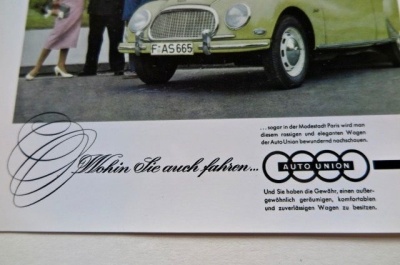 F·AS665
...sogar in der Modestadt Paris wird man
diesem rassigen und eleganten Wagen
der Auto Union bewundernd nachschauen.
Wohin Sie auch fahren...
AUTO UNION
Und Sie haben die Gewähr, einen außer-
gewöhnlich geräumigen, komfortablen
und zuverlässigen Wagen zu besitzen.